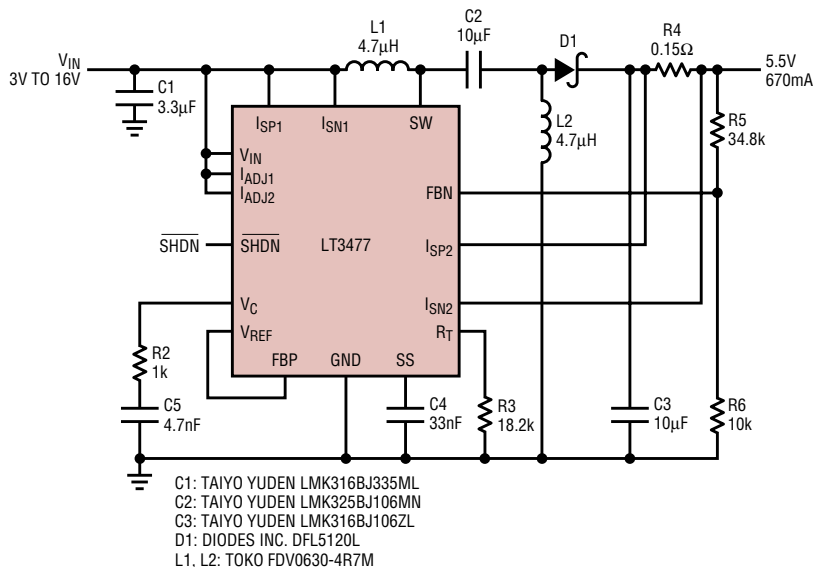 VIN
3V TO 16V
C1
3.3µF
L1
4.7µH
C2
10µF
D1
R4
0.15Ω
5.5V
670mA
ISP1
ISN1
SW
L2
4.7µH
R5
34.8k
VIN
IADJ1
IADJ2
FBN
SHDN
SHDN
LT3477
ISP2
VC
ISN2
VREF
RT
FBP
GND
SS
R2
1k
C5
4.7nF
C4
33nF
R3
18.2k
C3
10µF
R6
10k
C1: TAIYO YUDEN LMK316BJ335ML
C2: TAIYO YUDEN LMK325BJ106MN
C3: TAIYO YUDEN LMK316BJ106ZL
D1: DIODES INC. DFL5120L
L1, L2: TOKO FDV0630-4R7M